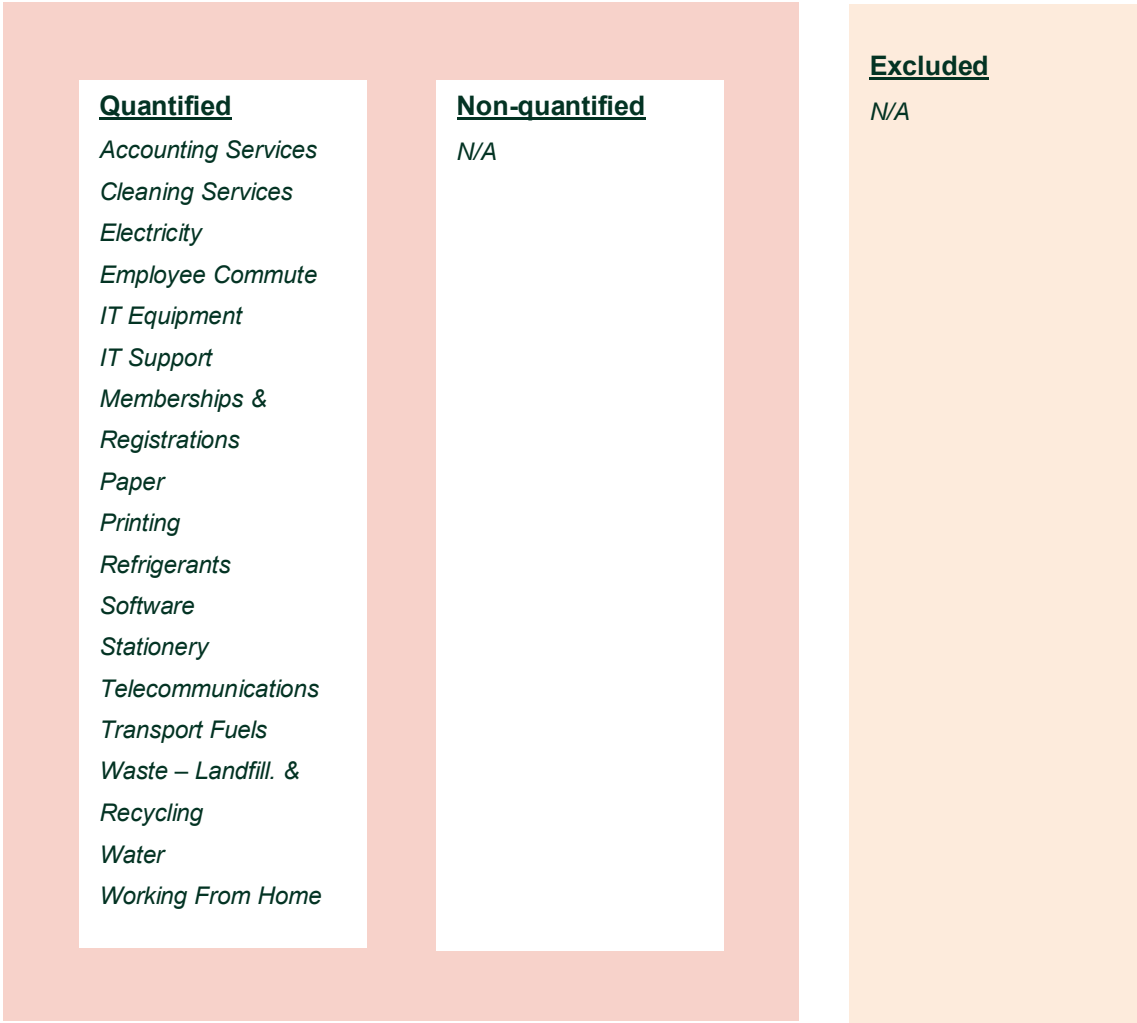 Quantified
Accounting Services
Cleaning Services
Electricity
Employee Commute
IT Equipment
IT Support
Memberships &
Registrations
Paper
Printing
Refrigerants
Software
Stationery
Telecommunications
Transport Fuels
Waste – Landfill. &
Recycling
Water
Working From Home
Non-quantified
N/A
Excluded
N/A